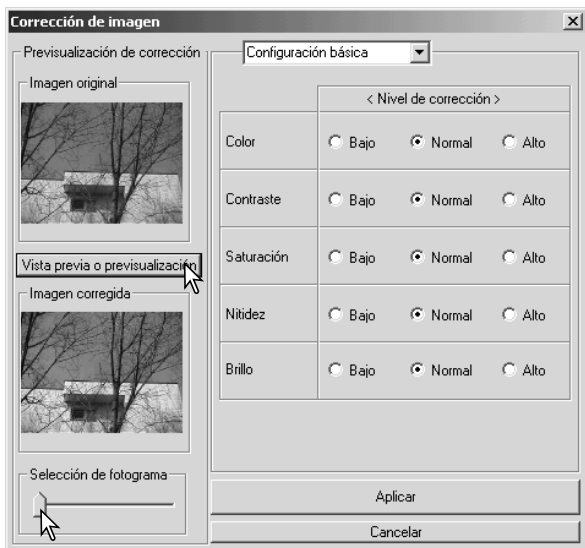 Corrección de imagen
Previsualización de corrección
Imagen original
Vista previa o previsualización
Imagen corregida
Selección de fotograma
Configuración básica
< Nivel de corrección >
Color Bajo Normal Alto
Contraste Bajo Normal Alto
Saturación Bajo Normal Alto
Nitidez Bajo Normal Alto
Brillo Bajo Normal Alto
Aplicar
Cancelar